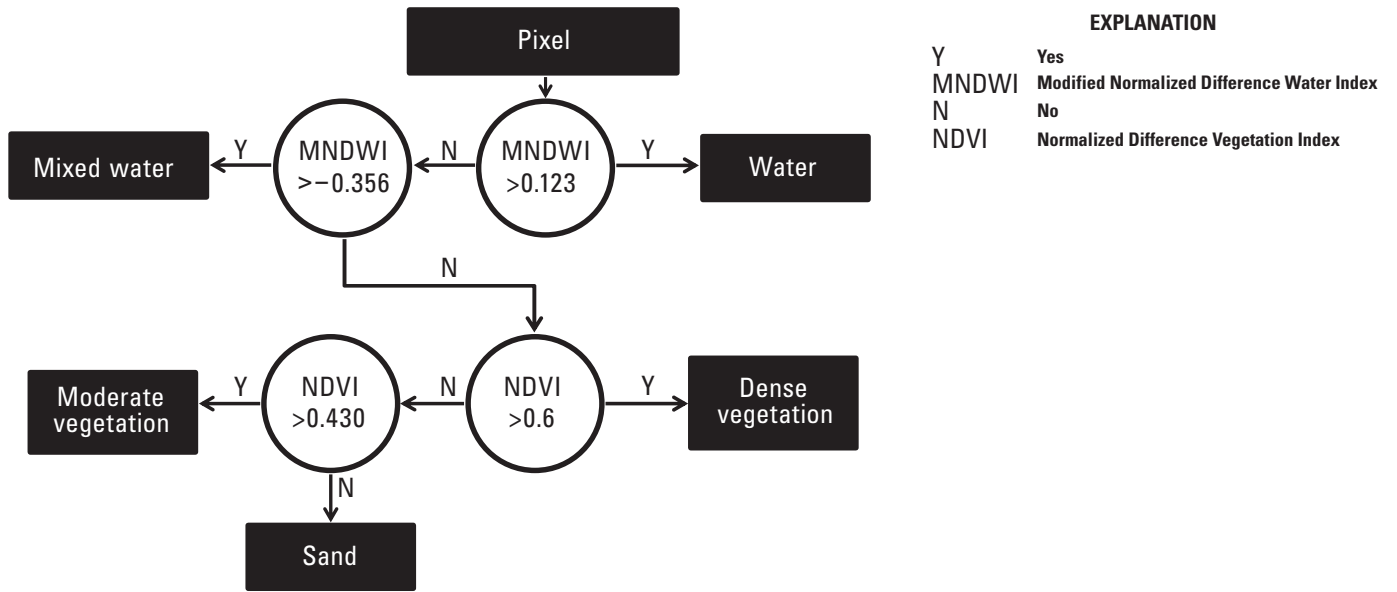 Pixel
MNDWI
>0.123
Y
Water
N
MNDWI
>−0.356
Y
Mixed water
N
NDVI
>0.6
Y
Dense
vegetation
N
NDVI
>0.430
Y
Moderate
vegetation
N
Sand
EXPLANATION
Y Yes
MNDWI Modified Normalized Difference Water Index
N No
NDVI Normalized Difference Vegetation Index